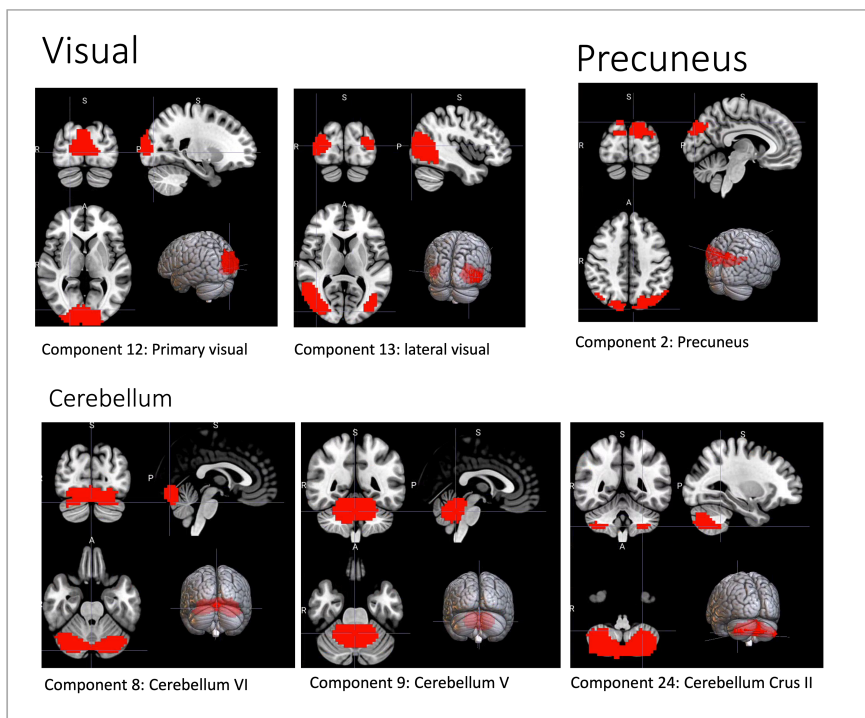 Visual
Precuneus
S
S
R
P
A
R
S
S
R
P
A
R
S
S
R
P
A
R
Component 12: Primary visual
Component 13: lateral visual
Component 2: Precuneus
Cerebellum
S
S
P
A
R
S
S
R
P
A
R
S
S
R
P
A
R
Component 8: Cerebellum VI
Component 9: Cerebellum V
Component 24: Cerebellum Crus II